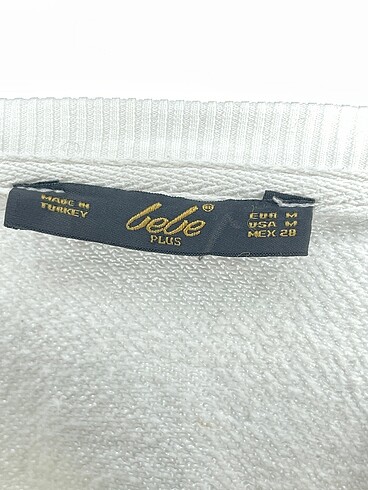 MADE IN
TURKEY
bebe®
PLUS
EUR M
USA M
MEX 28